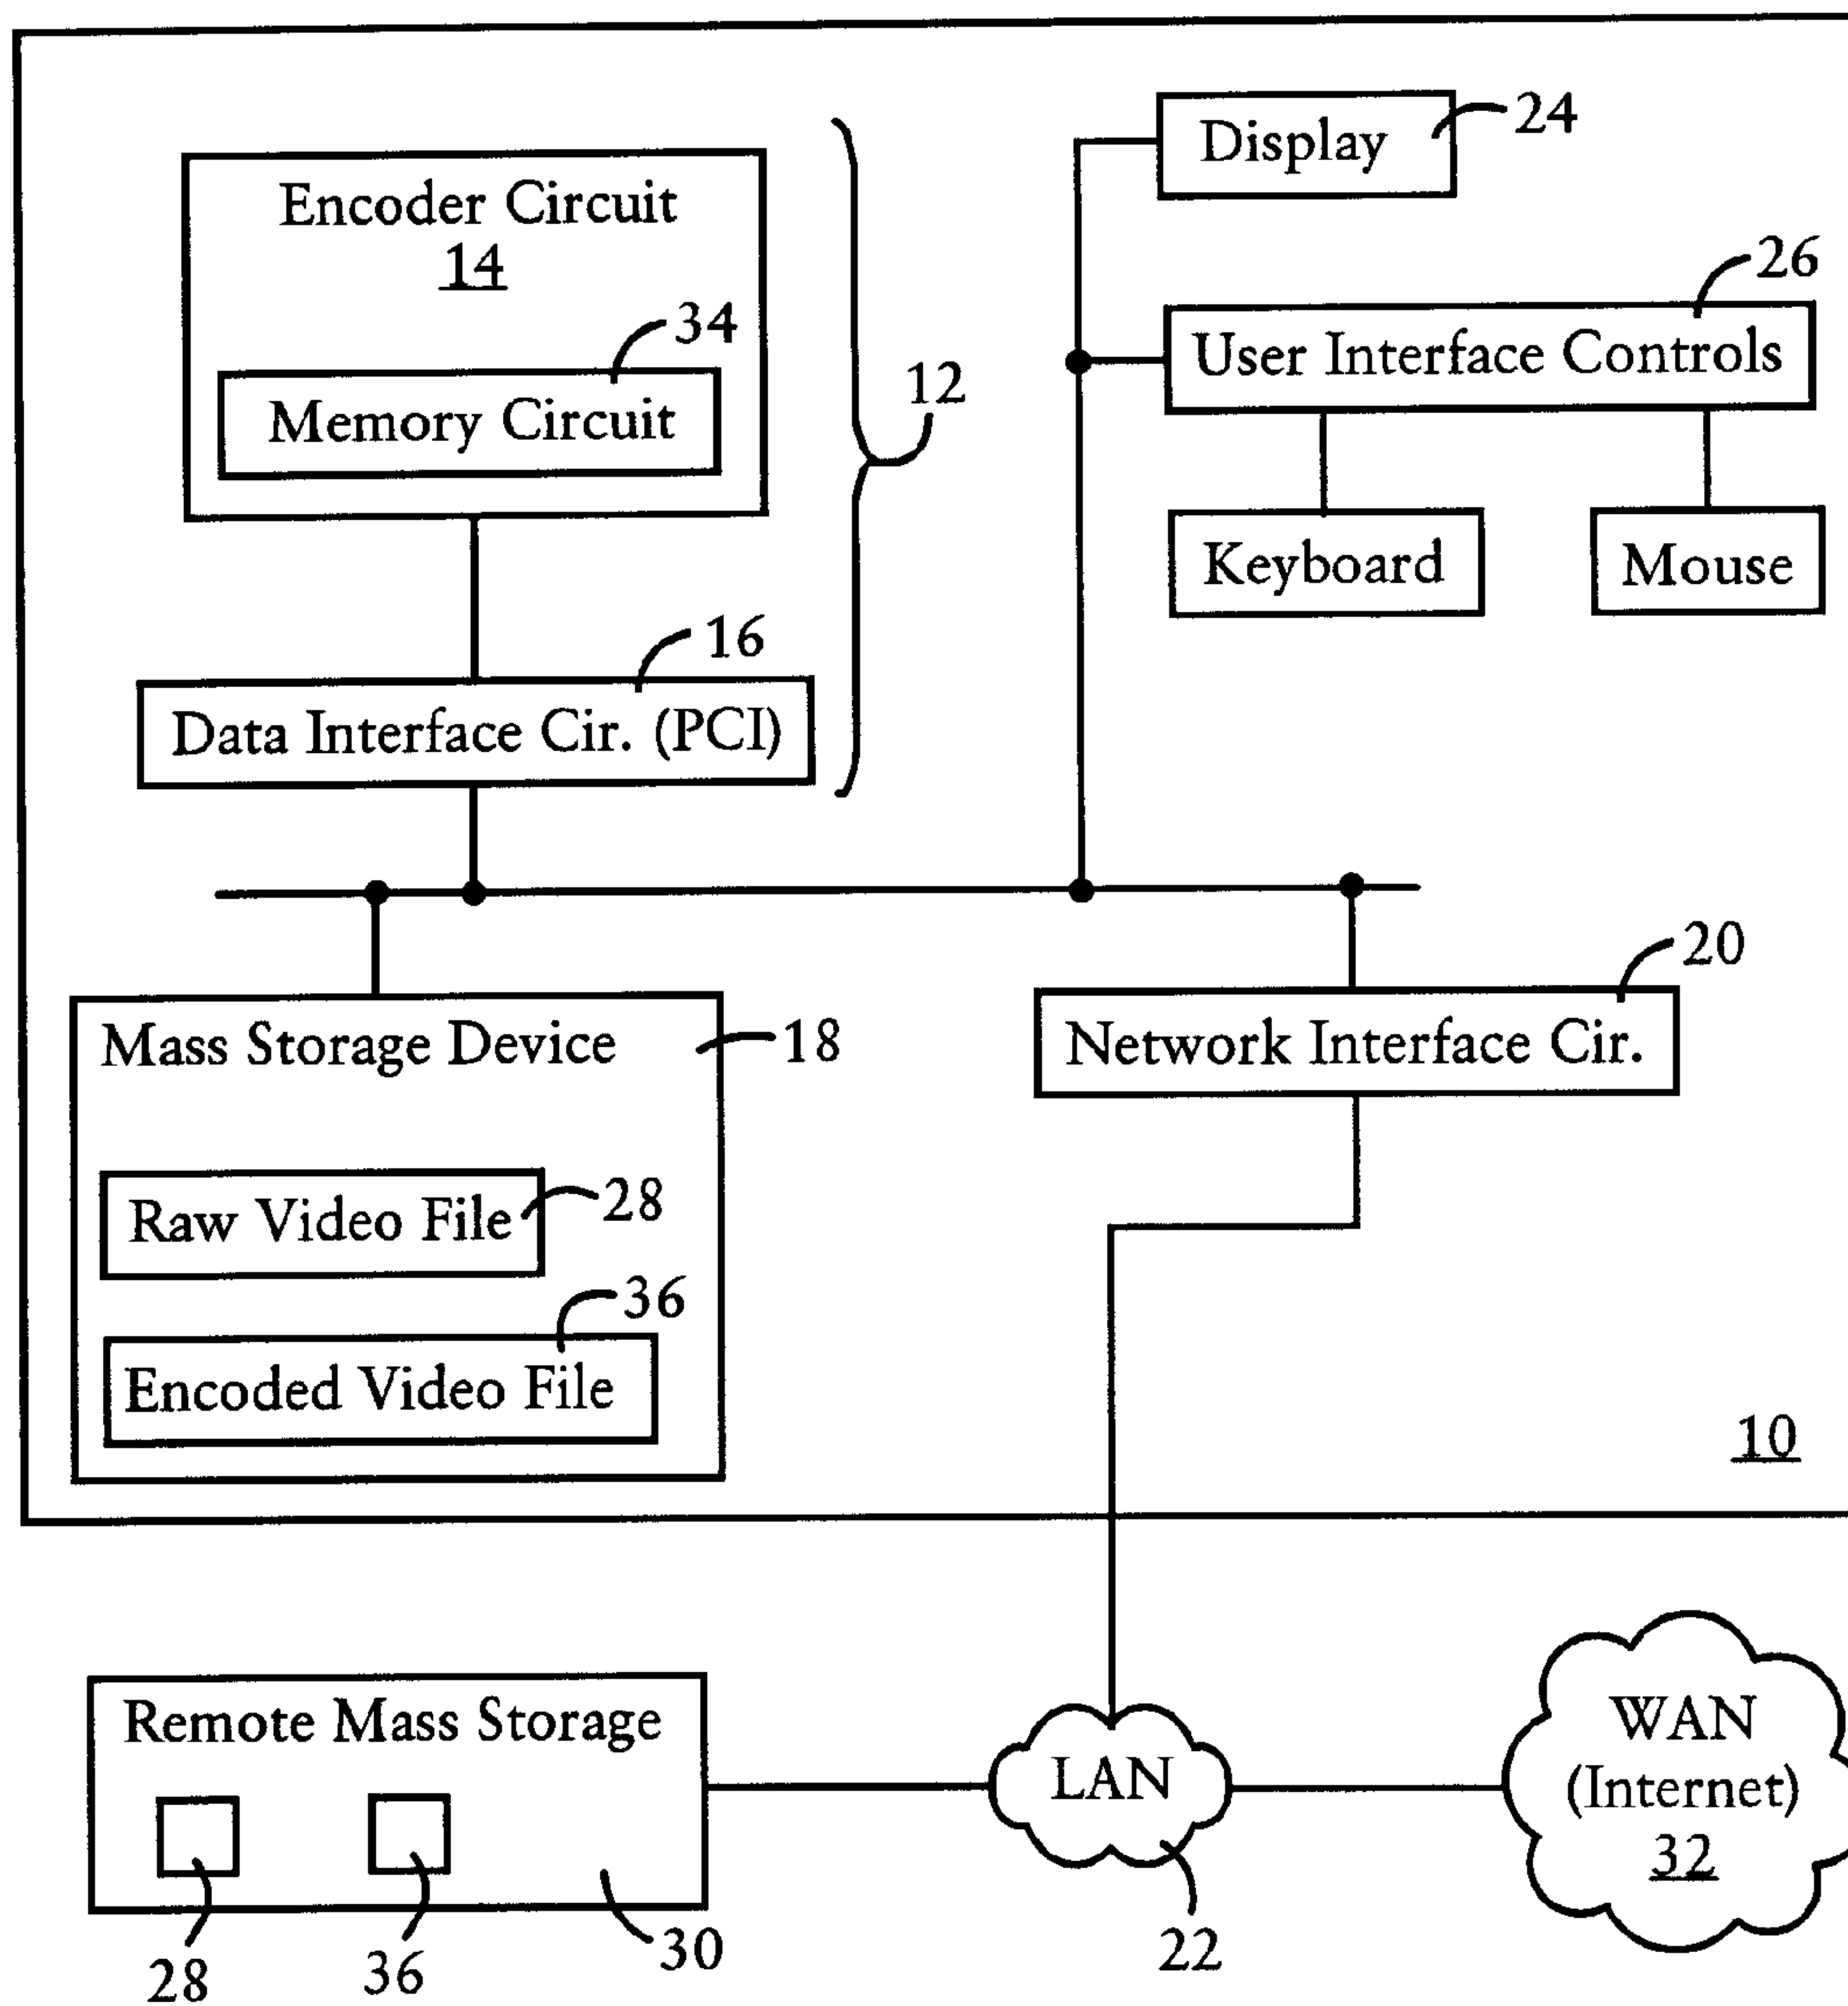 Encoder Circuit
14
34
Memory Circuit
12
16
Data Interface Cir. (PCI)
Display
24
26
User Interface Controls
Keyboard
Mouse
Mass Storage Device
18
Raw Video File
28
36
Encoded Video File
20
Network Interface Cir.
10
Remote Mass Storage
28
36
30
LAN
22
WAN
(Internet)
32